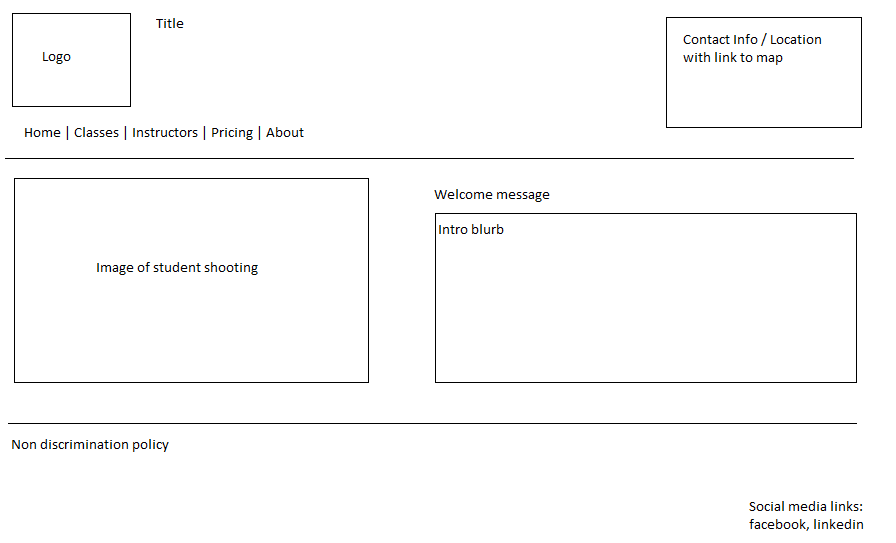 Logo
Title
Contact Info / Location
with link to map
Home | Classes | Instructors | Pricing | About
Image of student shooting
Welcome message
Intro blurb
Non discrimination policy
Social media links:
facebook, linkedin